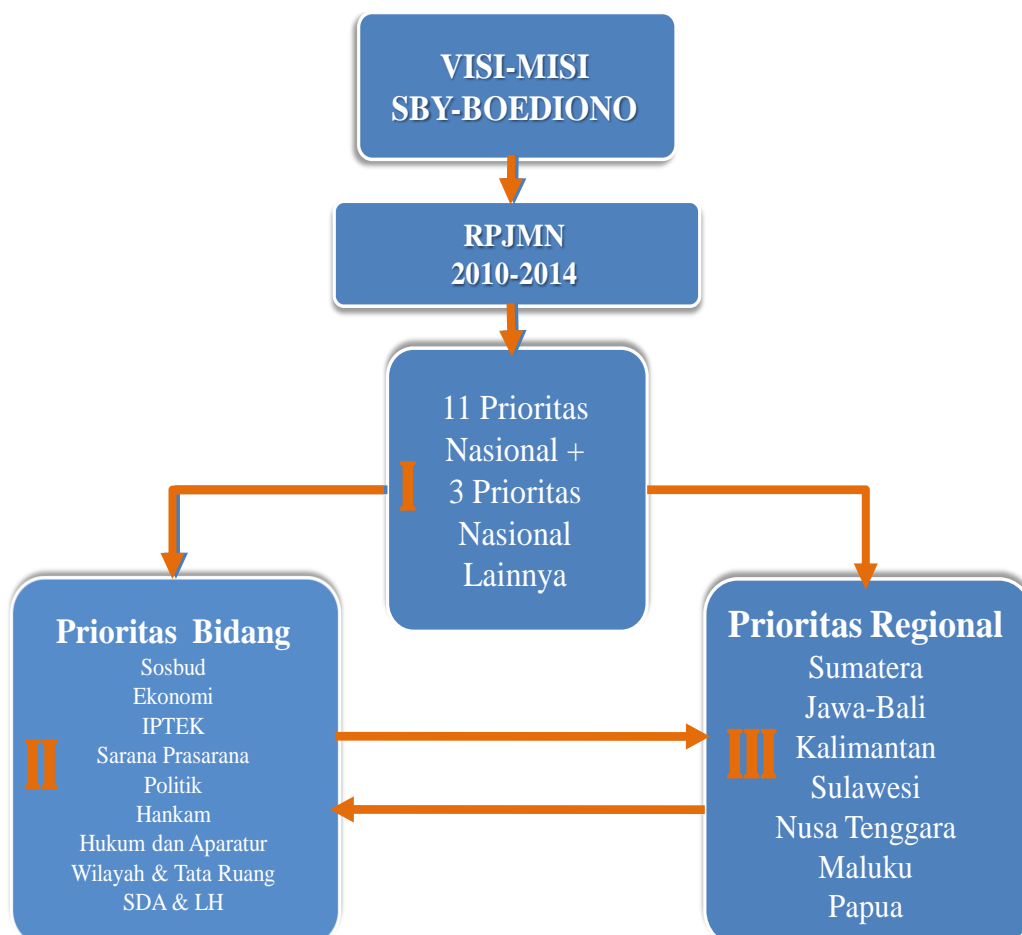 VISI-MISI
SBY-BOEDIONO
RPJMN
2010-2014
11 Prioritas
Nasional +
3 Prioritas
Nasional
Lainnya
I
Prioritas Bidang
Sosbud
Ekonomi
IPTEK
Sarana Prasarana
Politik
Hankam
Hukum dan Aparatur
Wilayah & Tata Ruang
SDA & LH
II
Prioritas Regional
Sumatera
Jawa-Bali
Kalimantan
Sulawesi
Nusa Tenggara
Maluku
Papua
III